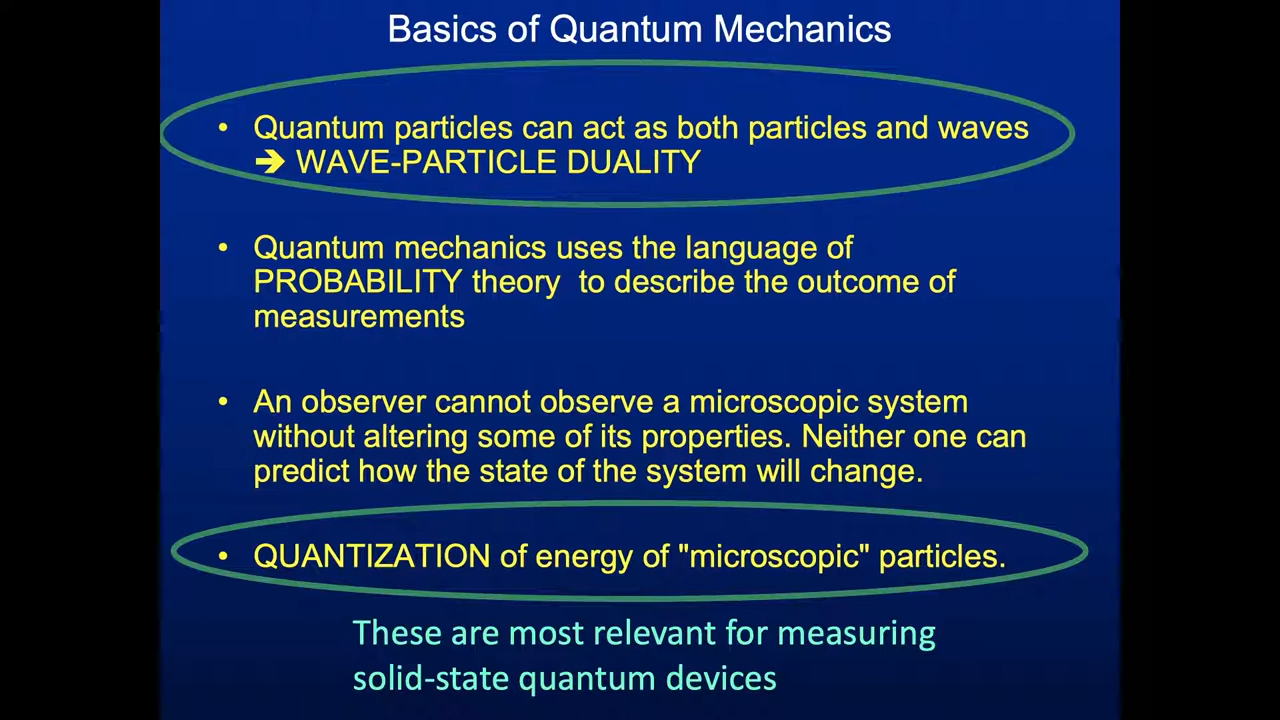 Basics of Quantum Mechanics
• Quantum particles can act as both particles and waves
➔ WAVE-PARTICLE DUALITY
• Quantum mechanics uses the language of
PROBABILITY theory to describe the outcome of
measurements
• An observer cannot observe a microscopic system
without altering some of its properties. Neither one can
predict how the state of the system will change.
• QUANTIZATION of energy of "microscopic" particles.
These are most relevant for measuring
solid-state quantum devices